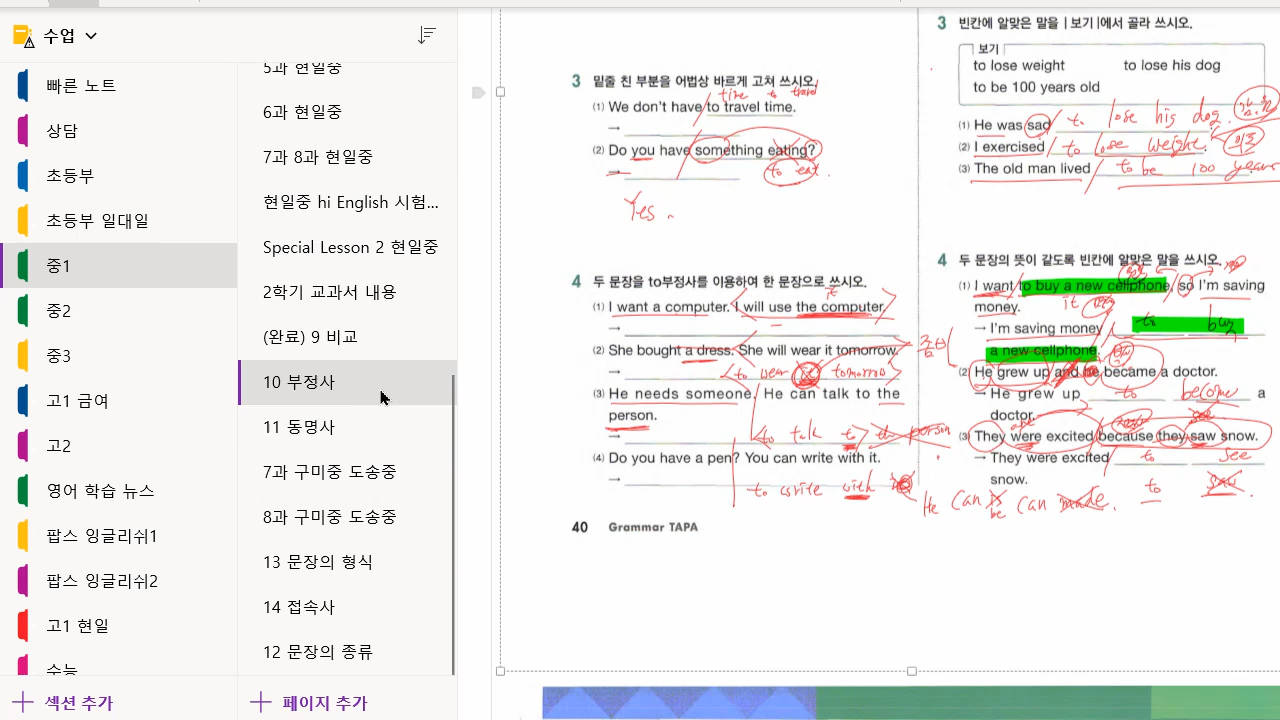 수업
빠른 노트
상담
초등부
초등부 일대일
중1
중2
중3
고1 금여
고2
영어 학습 뉴스
팝스 잉글리쉬1
팝스 잉글리쉬2
고1 현일
수능
섹션 추가
5과 현일중
6과 현일중
7과 8과 현일중
현일중 hi English 시험...
Special Lesson 2 현일중
2학기 교과서 내용
(완료) 9 비교
10 부정사
11 동명사
7과 구미중 도송중
8과 구미중 도송중
13 문장의 형식
14 접속사
12 문장의 종류
페이지 추가
3 밑줄 친 부분을 어법상 바르게 고쳐 쓰시오.
time to travel
(1) We don't have to travel time.
→
(2) Do you have something eating?
→ to eat.
Yes.
4 두 문장을 to부정사를 이용하여 한 문장으로 쓰시오.
it
(1) I want a computer. I will use the computer.
→
(2) She bought a dress. She will wear it tomorrow.
→ to wear tomorrow
(3) He needs someone. He can talk to the
person.
→ to talk to the person
(4) Do you have a pen? You can write with it.
→ to write with
40 Grammar TAPA
3 빈칸에 알맞은 말을 | 보기 |에서 골라 쓰시오.
보기
to lose weight to lose his dog
to be 100 years old
(1) He was sad to lose his dog.
(2) I exercised to lose weight.
(3) The old man lived to be 100 years
4 두 문장의 뜻이 같도록 빈칸에 알맞은 말을 쓰시오.
(1) I want to buy a new cellphone, so I'm saving
money. it
→ I'm saving money to buy
a new cellphone.
(2) He grew up and he became a doctor.
→ He grew up to become a
doctor.
(3) They were excited because they saw snow.
→ They were excited to see
snow. to saw
He can is be can made.